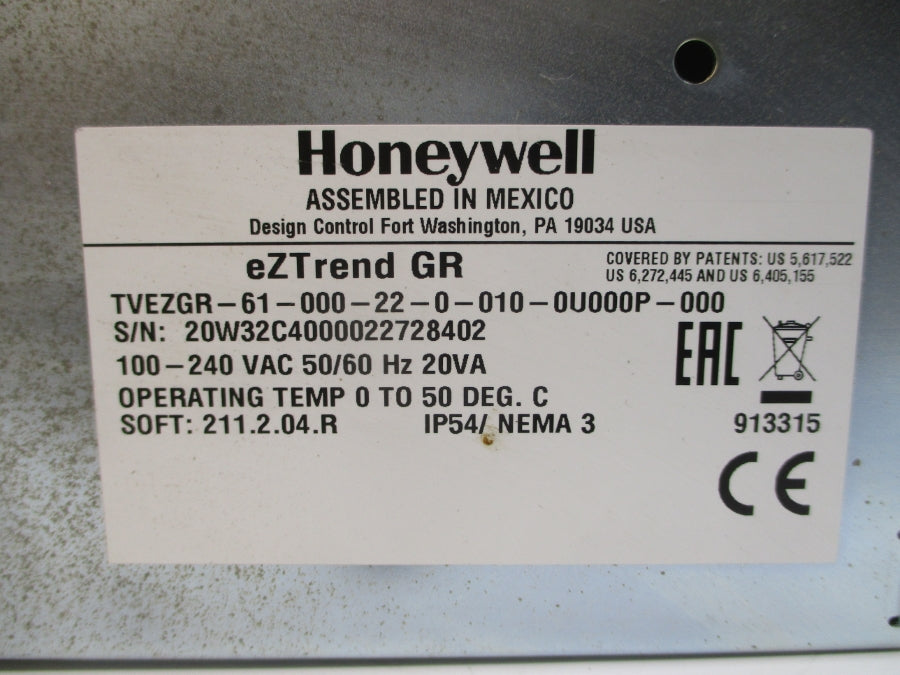 Honeywell
ASSEMBLED IN MEXICO
Design Control Fort Washington, PA 19034 USA
eZTrend GR
COVERED BY PATENTS: US 5,617,522
US 6,272,445 AND US 6,405,155
TVEZGR-61-000-22-0-010-0U000P-000
S/N: 20W32C4000022728402
100-240 VAC 50/60 Hz 20VA
OPERATING TEMP 0 TO 50 DEG. C
SOFT: 211.2.04.R IP54/ NEMA 3
EAC
913315
CE